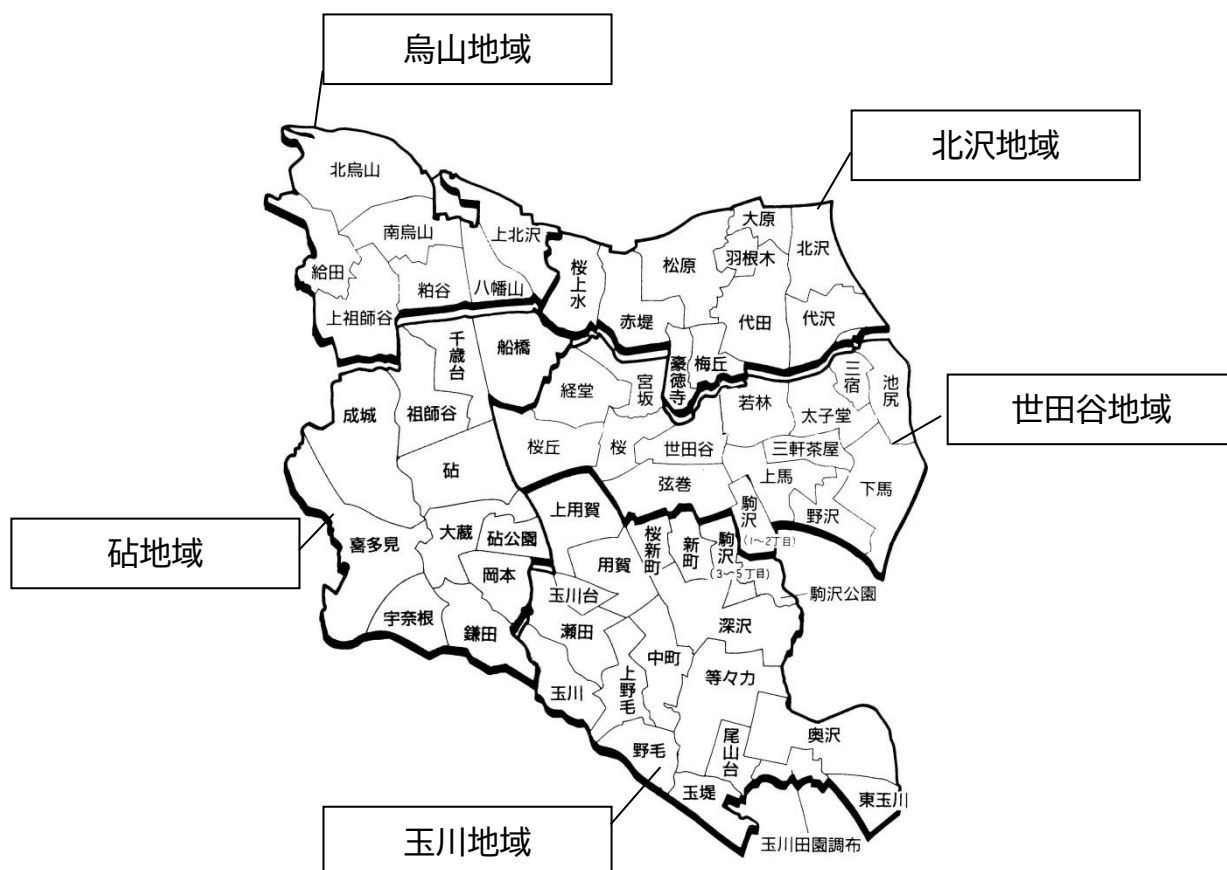 烏山地域
北沢地域
北烏山
大原
上北沢
北沢
南烏山
羽根木
松原
桜上水
給田
粕谷
八幡山
上祖師谷
赤堤
代田
代沢
千歳台
船橋
豪徳寺
梅丘
三宿
池尻
経堂
宮坂
若林
成城
祖師谷
太子堂
世田谷地域
桜丘
桜
世田谷
三軒茶屋
砧
上馬
下馬
弦巻
上用賀
駒沢
(1～2丁目)
野沢
砧地域
喜多見
大蔵
砧公園
桜新町
新町
駒沢
(3～5丁目)
用賀
岡本
玉川台
駒沢公園
宇奈根
鎌田
瀬田
深沢
中町
等々力
玉川
上野毛
奥沢
野毛
尾山台
玉堤
東玉川
玉川地域
玉川田園調布